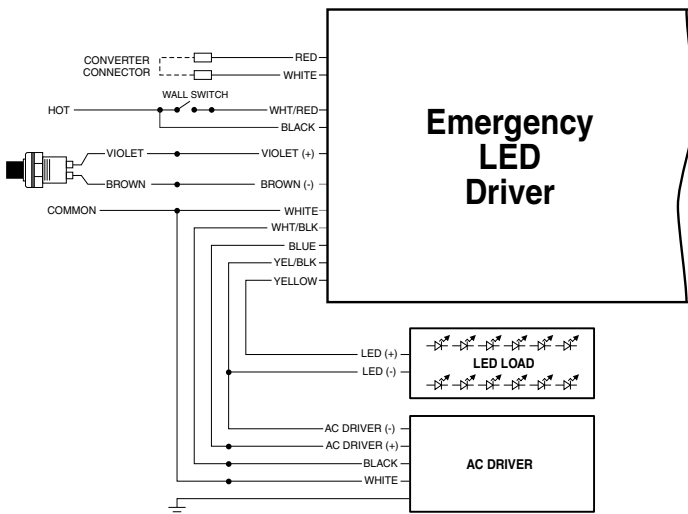 CONVERTER
CONNECTOR
RED
WHITE
WALL SWITCH
HOT
WHT/RED
BLACK
VIOLET
VIOLET (+)
BROWN
BROWN (-)
COMMON
WHITE
WHT/BLK
BLUE
YEL/BLK
YELLOW
Emergency
LED
Driver
LED (+)
LED (-)
LED LOAD
AC DRIVER (-)
AC DRIVER (+)
BLACK
WHITE
AC DRIVER